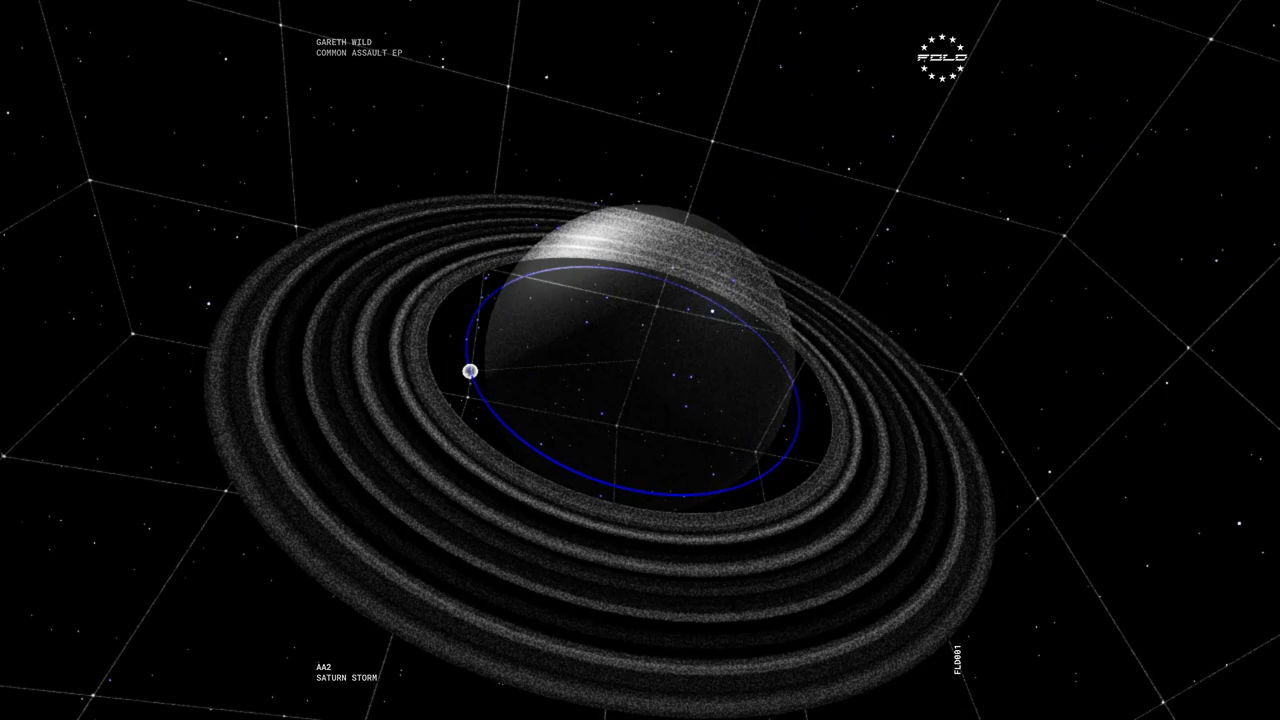 GARETH WILD
COMMON ASSAULT EP
FOLD
AA2
SATURN STORM
FLD001